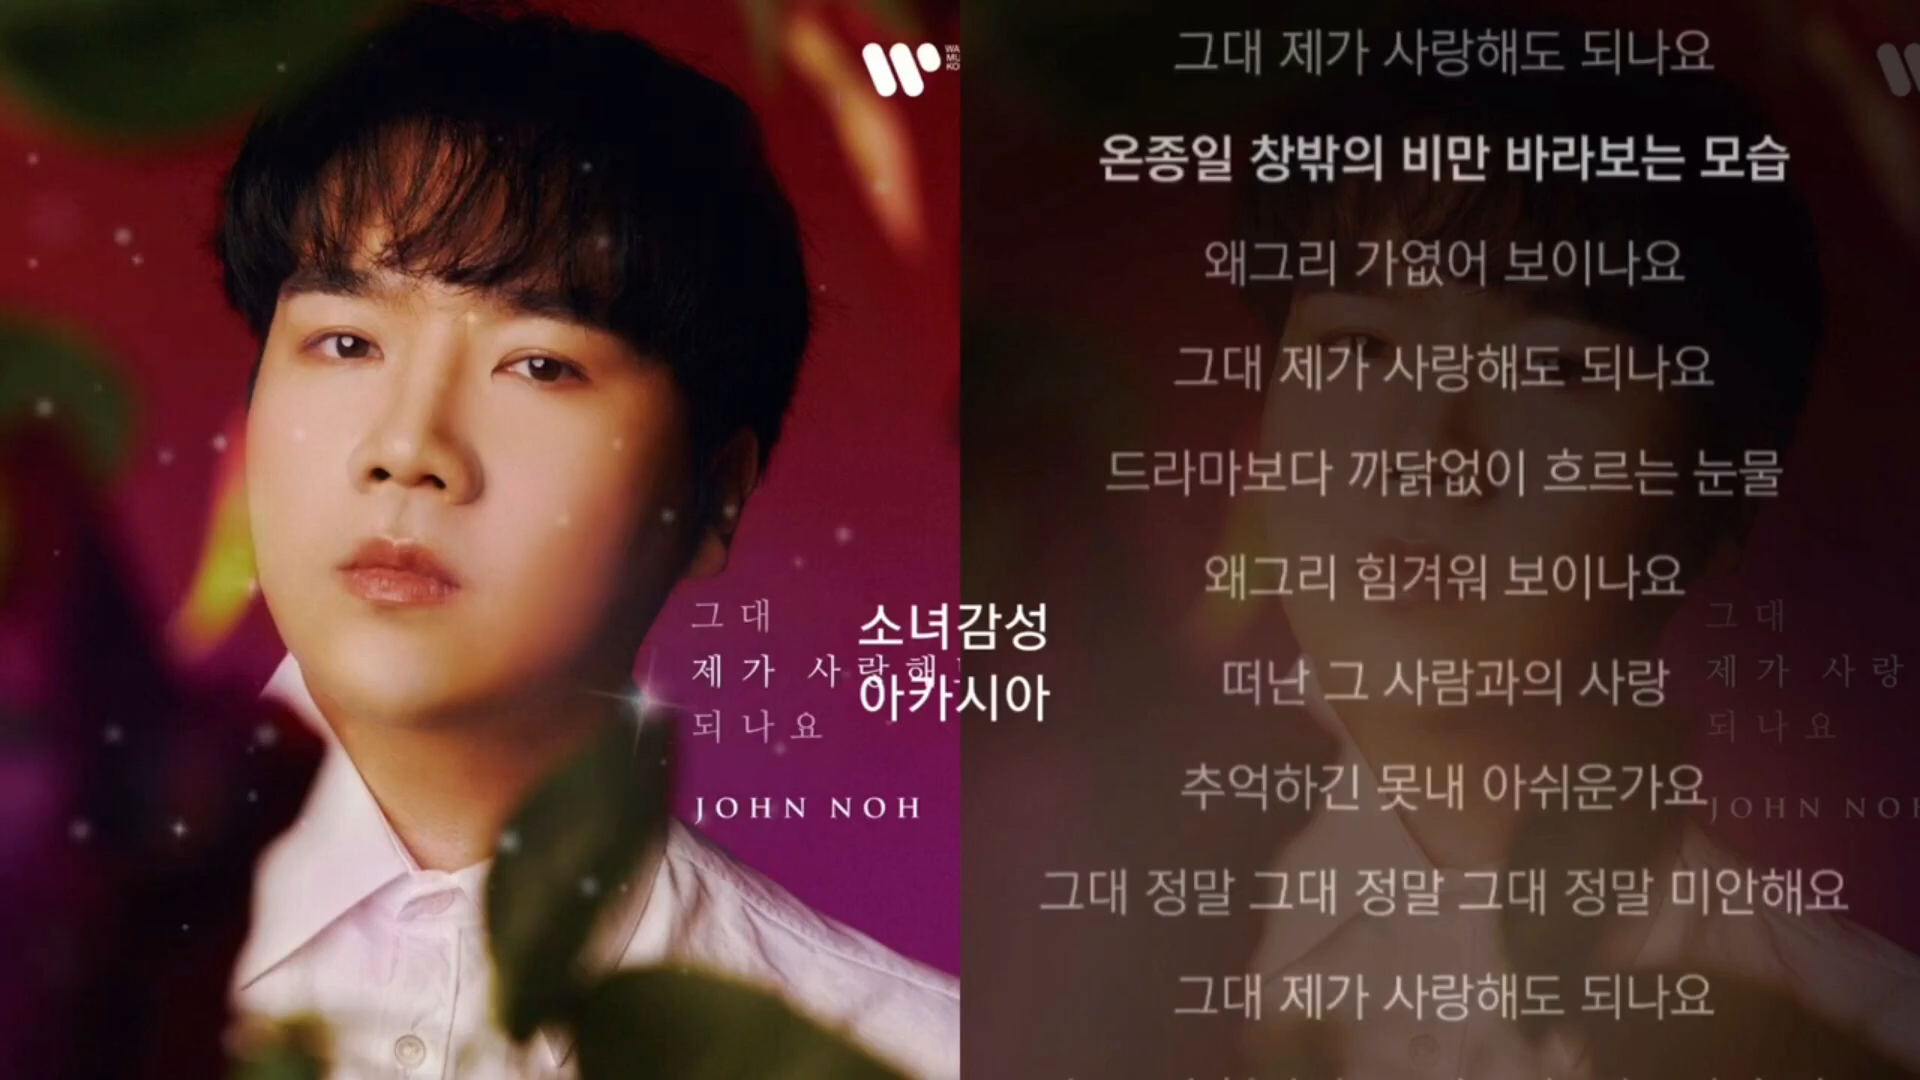 그대
제가 사랑해
되나요
JOHN NOH
소녀감성
아카시아
그대 제가 사랑해도 되나요
온종일 창밖의 비만 바라보는 모습
왜그리 가엾어 보이나요
그대 제가 사랑해도 되나요
드라마보다 까닭없이 흐르는 눈물
왜그리 힘겨워 보이나요
떠난 그 사람과의 사랑
추억하긴 못내 아쉬운가요
그대 정말 그대 정말 그대 정말 미안해요
그대 제가 사랑해도 되나요
그대
제가 사랑
되나요
JOHN NOH